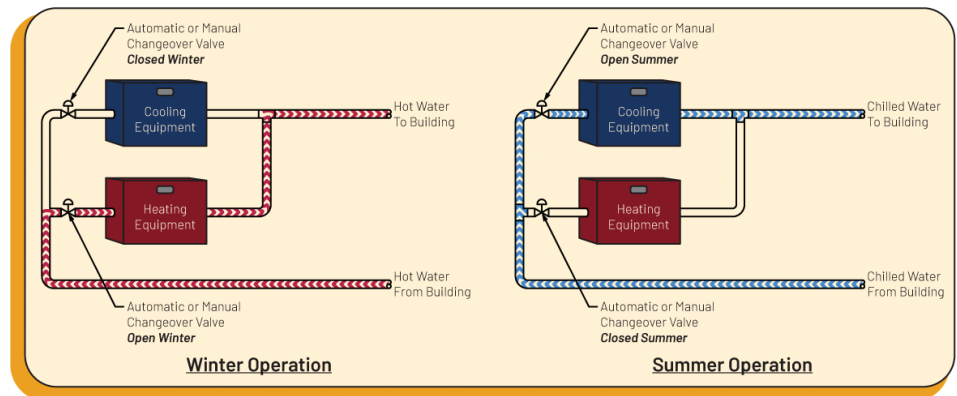 Automatic or Manual
Changeover Valve
Closed Winter
Cooling
Equipment
Hot Water
To Building
Heating
Equipment
Hot Water
From Building
Automatic or Manual
Changeover Valve
Open Winter
Winter Operation
Automatic or Manual
Changeover Valve
Open Summer
Cooling
Equipment
Chilled Water
To Building
Heating
Equipment
Chilled Water
From Building
Automatic or Manual
Changeover Valve
Closed Summer
Summer Operation